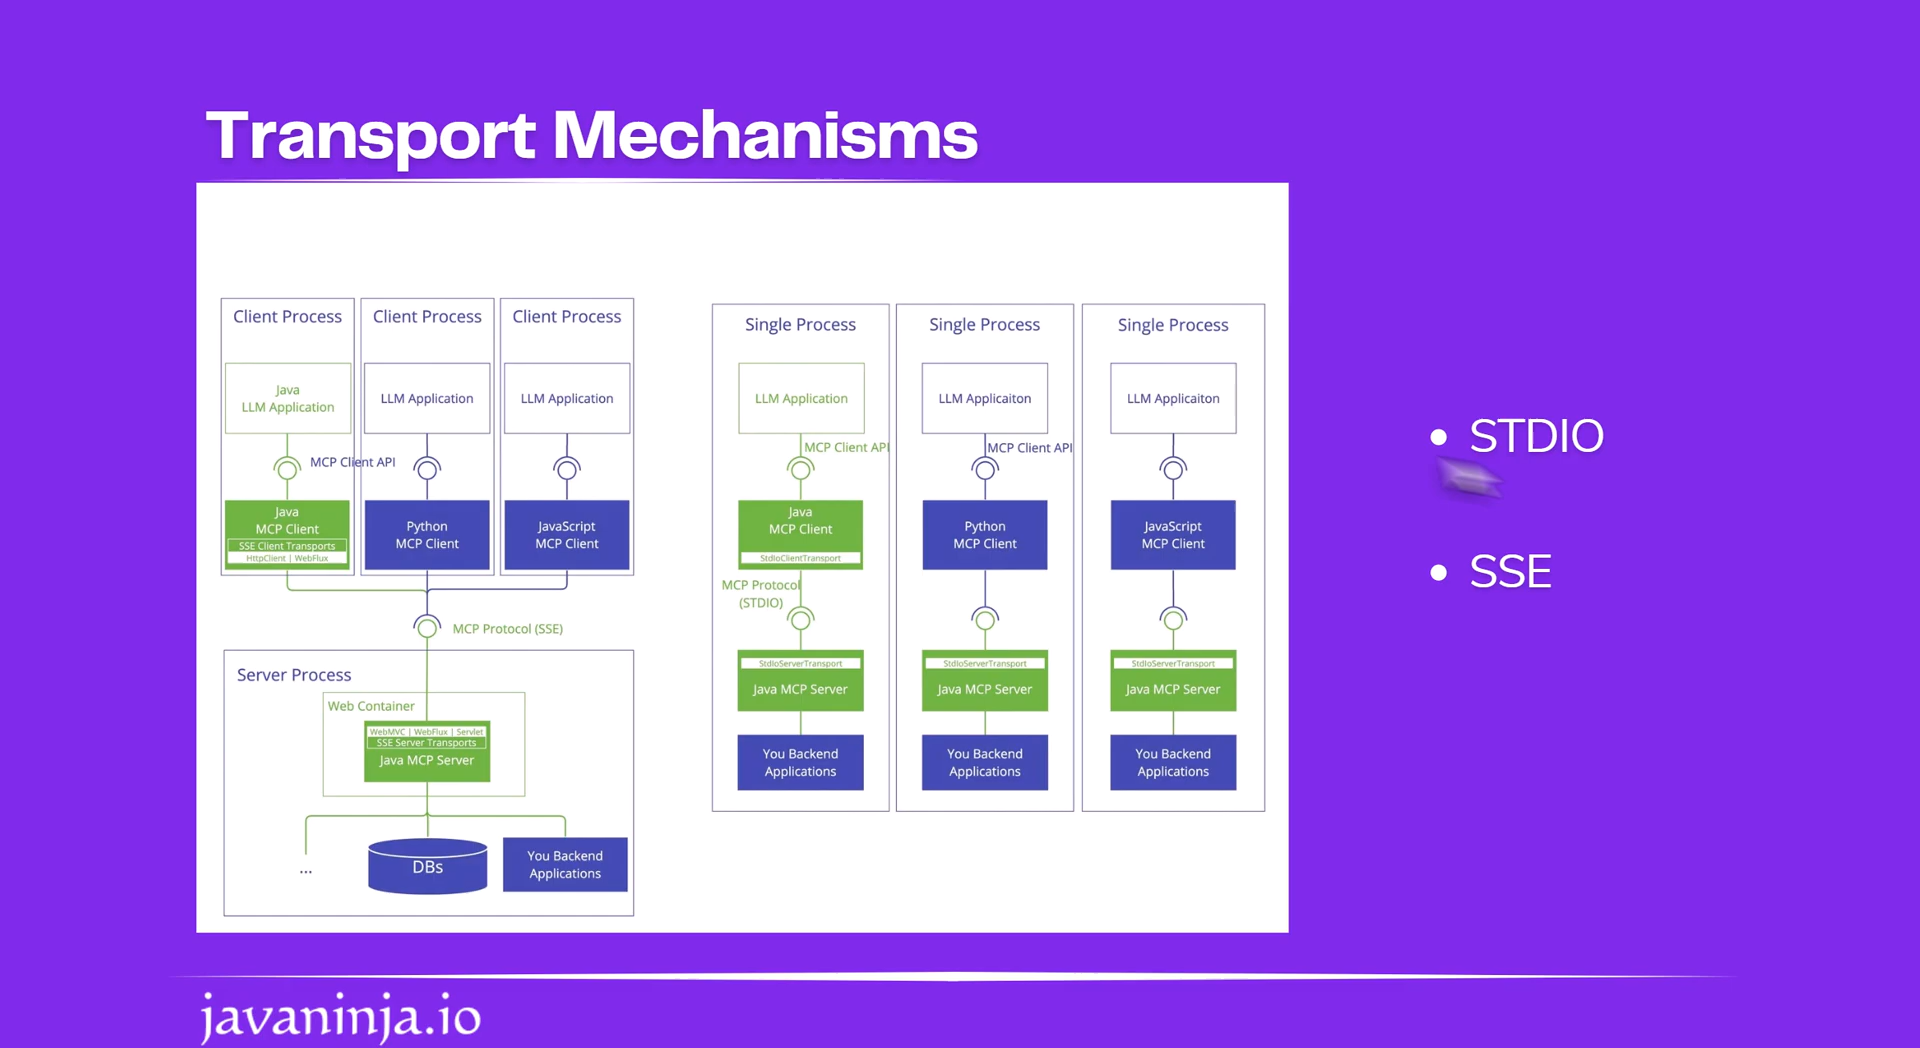 Transport Mechanisms
Client Process
Java
LLM Application
MCP Client API
Java
MCP Client
SSE Client Transports
HttpClient | WebFlux
Client Process
LLM Application
Python
MCP Client
Client Process
LLM Application
JavaScript
MCP Client
MCP Protocol (SSE)
Server Process
Web Container
WebMVC | WebFlux | Servlet
SSE Server Transports
Java MCP Server
...
DBs
You Backend
Applications
Single Process
LLM Application
MCP Client API
Java
MCP Client
StdioClientTransport
MCP Protocol
(STDIO)
StdIoServerTransport
Java MCP Server
You Backend
Applications
Single Process
LLM Applicaiton
MCP Client API
Python
MCP Client
StdIoServerTransport
Java MCP Server
You Backend
Applications
Single Process
LLM Applicaiton
JavaScript
MCP Client
StdIoServerTransport
Java MCP Server
You Backend
Applications
• STDIO
• SSE
javaninja.io